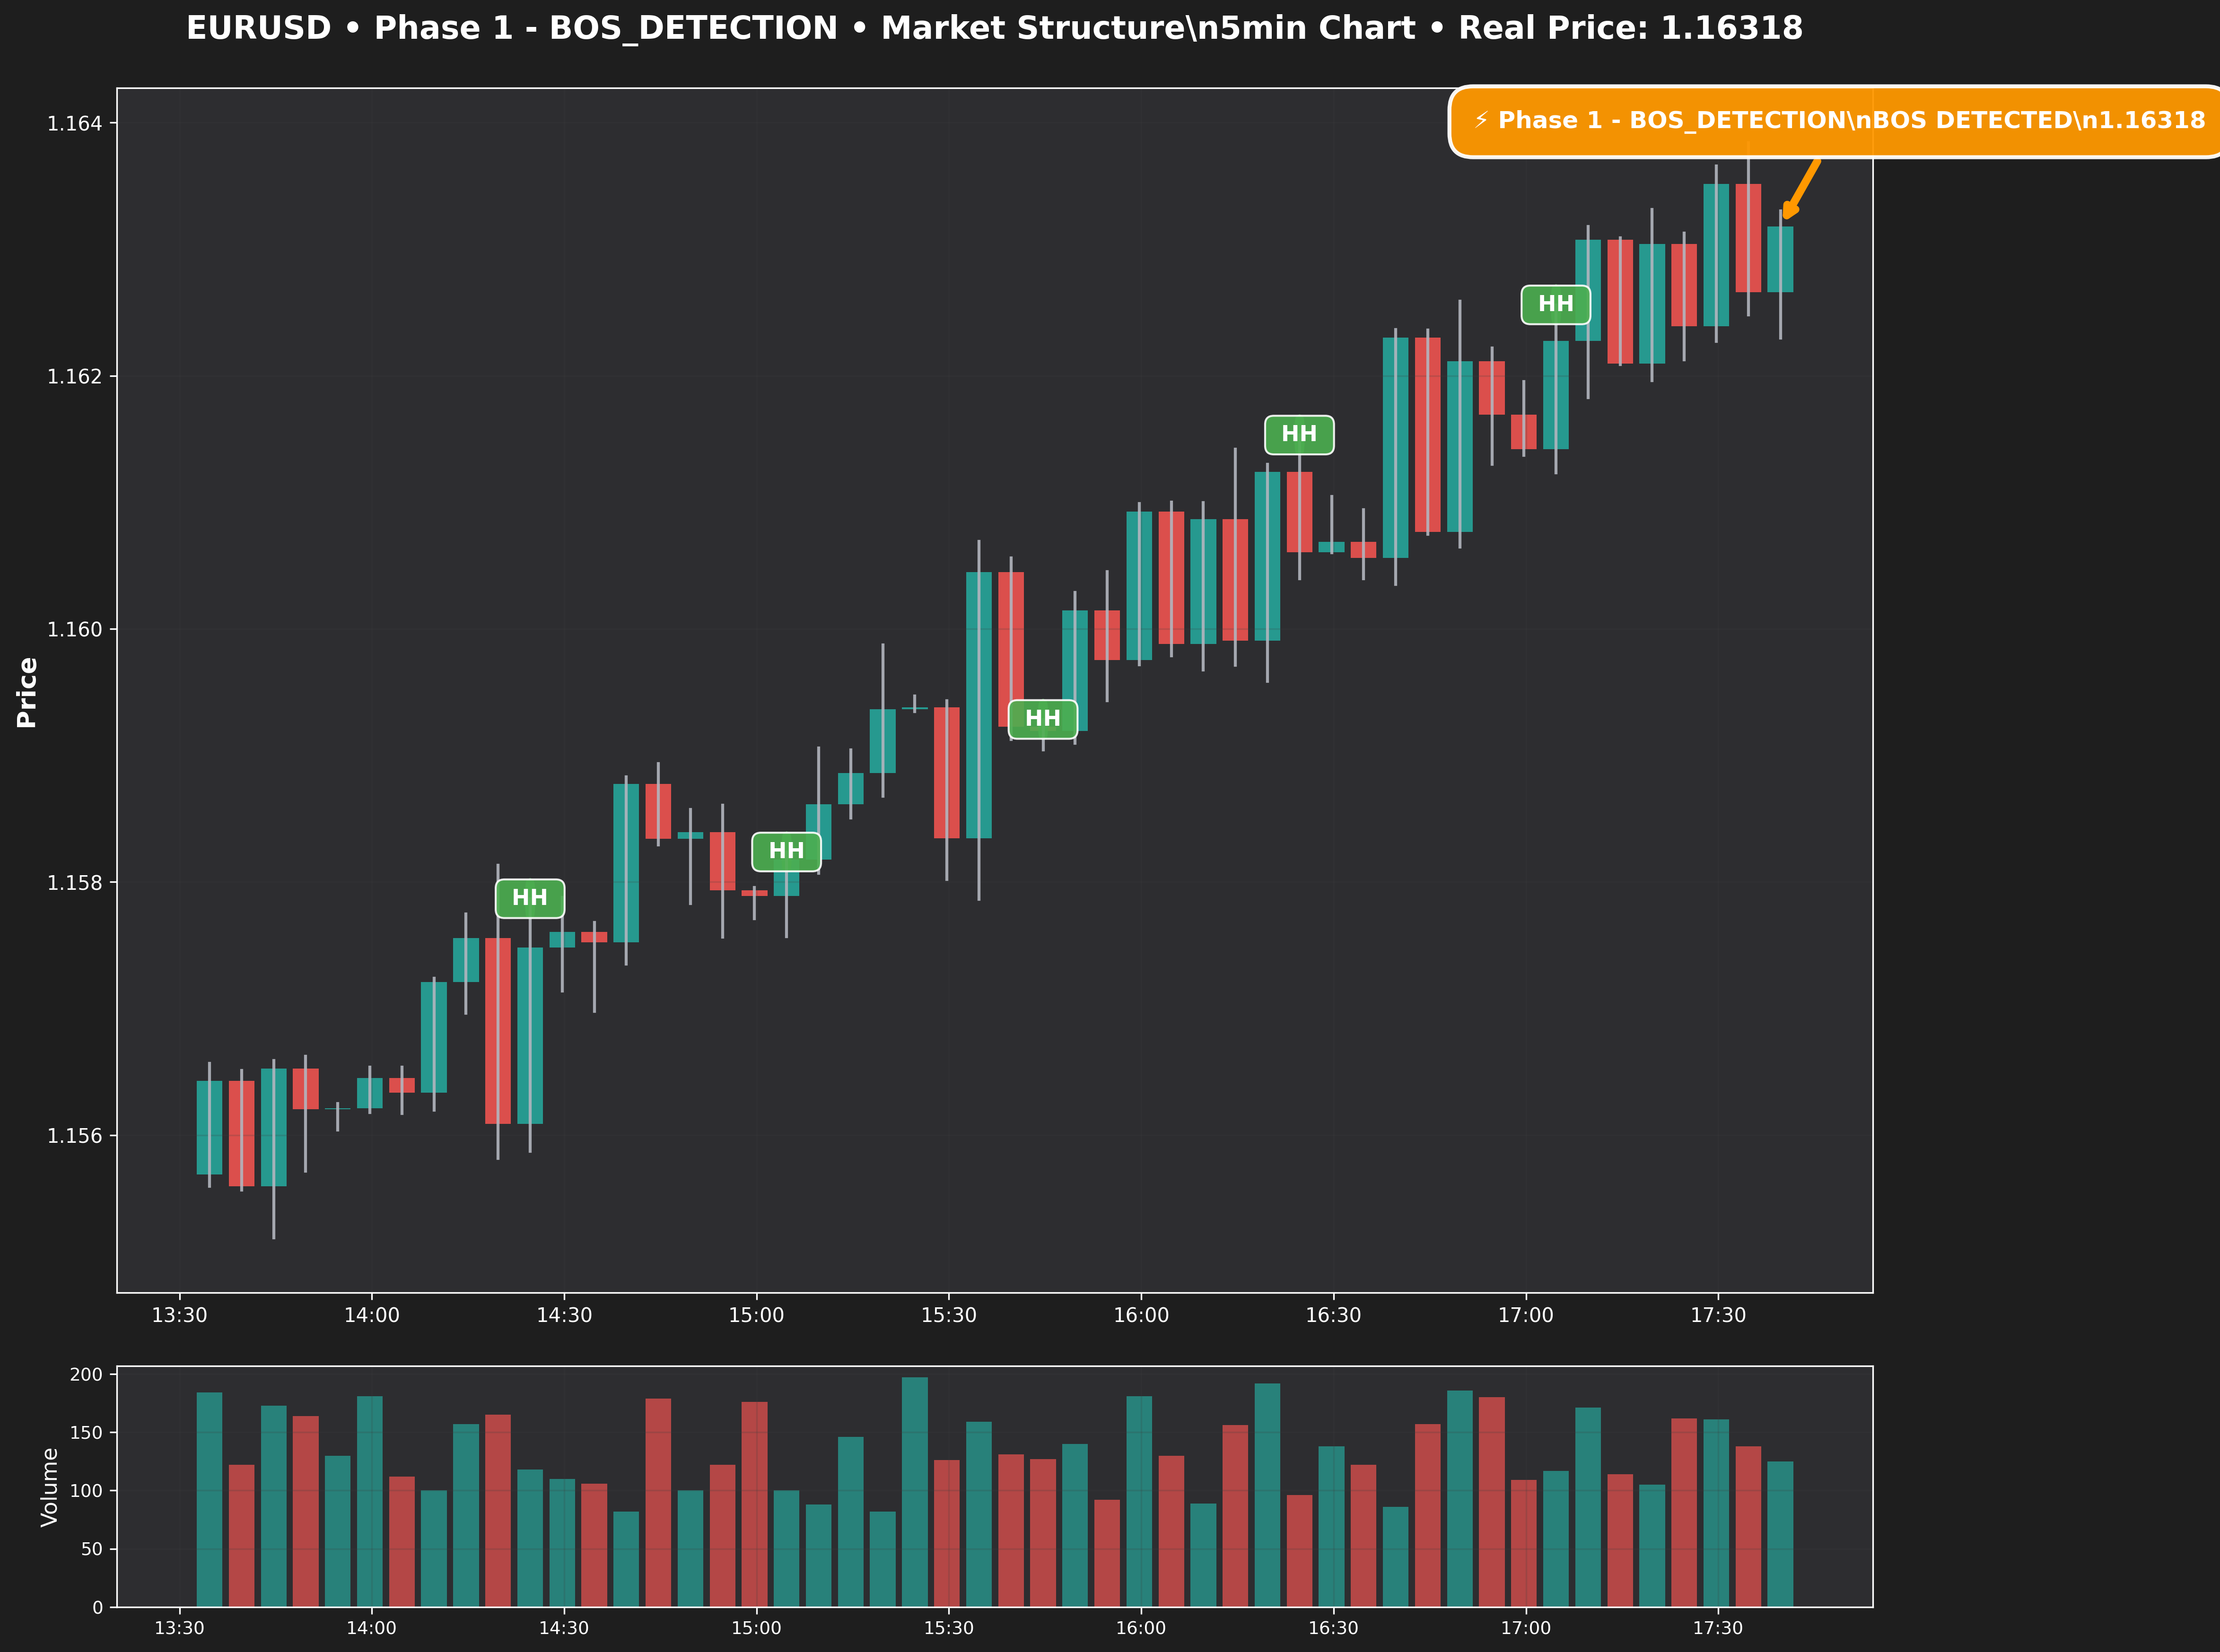 EURUSD • Phase 1 - BOS_DETECTION • Market Structure\n5min Chart • Real Price: 1.16318
⚡ Phase 1 - BOS_DETECTION\nBOS DETECTED\n1.16318
1.164
HH
1.162
HH
1.160
Price
HH
HH
1.158
HH
1.156
13:30 14:00 14:30 15:00 15:30 16:00 16:30 17:00 17:30
200
150
Volume
100
50
0
13:30 14:00 14:30 15:00 15:30 16:00 16:30 17:00 17:30